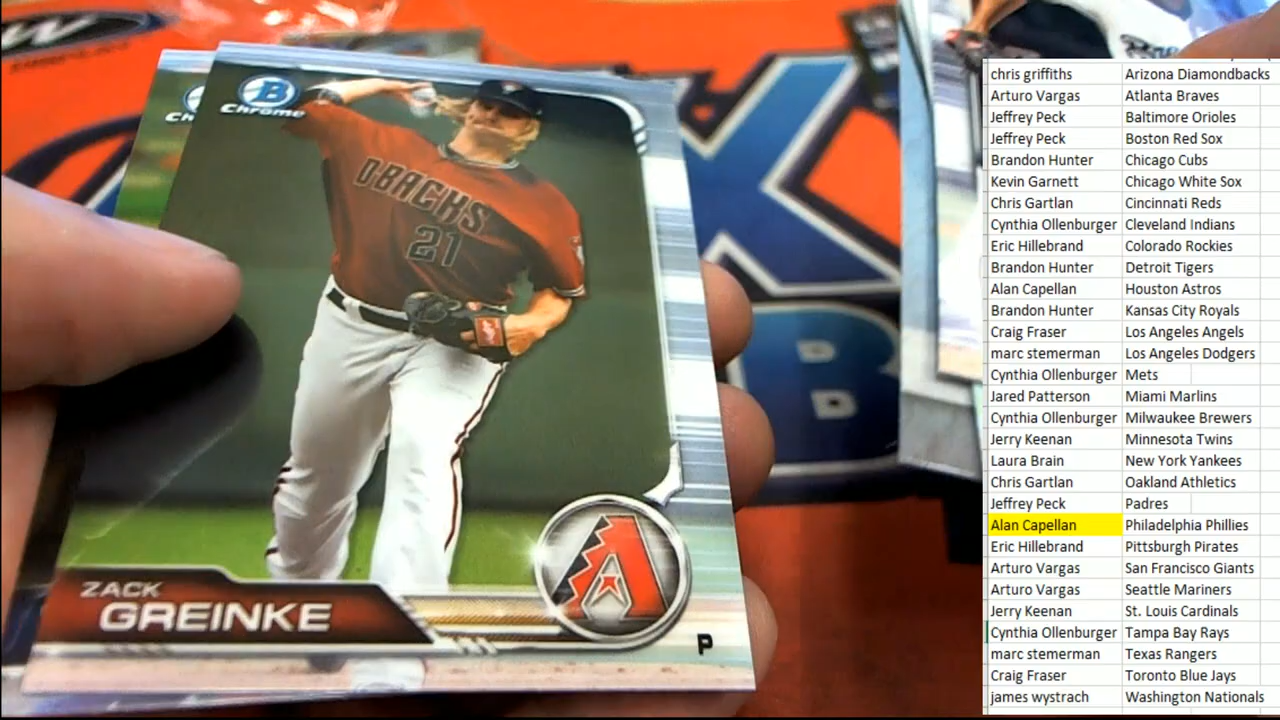 B
Chrome
Ch
DBACKS
21
ZACK
GREINKE
A
P
chris griffiths Arizona Diamondbacks
Arturo Vargas Atlanta Braves
Jeffrey Peck Baltimore Orioles
Jeffrey Peck Boston Red Sox
Brandon Hunter Chicago Cubs
Kevin Garnett Chicago White Sox
Chris Gartlan Cincinnati Reds
Cynthia Ollenburger Cleveland Indians
Eric Hillebrand Colorado Rockies
Brandon Hunter Detroit Tigers
Alan Capellan Houston Astros
Brandon Hunter Kansas City Royals
Craig Fraser Los Angeles Angels
marc stemerman Los Angeles Dodgers
Cynthia Ollenburger Mets
Jared Patterson Miami Marlins
Cynthia Ollenburger Milwaukee Brewers
Jerry Keenan Minnesota Twins
Laura Brain New York Yankees
Chris Gartlan Oakland Athletics
Jeffrey Peck Padres
Alan Capellan Philadelphia Phillies
Eric Hillebrand Pittsburgh Pirates
Arturo Vargas San Francisco Giants
Arturo Vargas Seattle Mariners
Jerry Keenan St. Louis Cardinals
Cynthia Ollenburger Tampa Bay Rays
marc stemerman Texas Rangers
Craig Fraser Toronto Blue Jays
james wystrach Washington Nationals